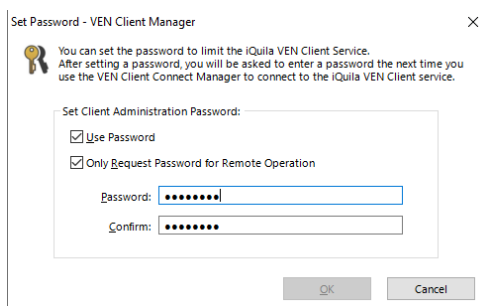 Set Password - VEN Client Manager
You can set the password to limit the iQuila VEN Client Service.
After setting a password, you will be asked to enter a password the next time you
use the VEN Client Connect Manager to connect to the iQuila VEN Client service.
Set Client Administration Password:
Use Password
Only Request Password for Remote Operation
Password: ●●●●●●●●
Confirm: ●●●●●●●●
OK Cancel